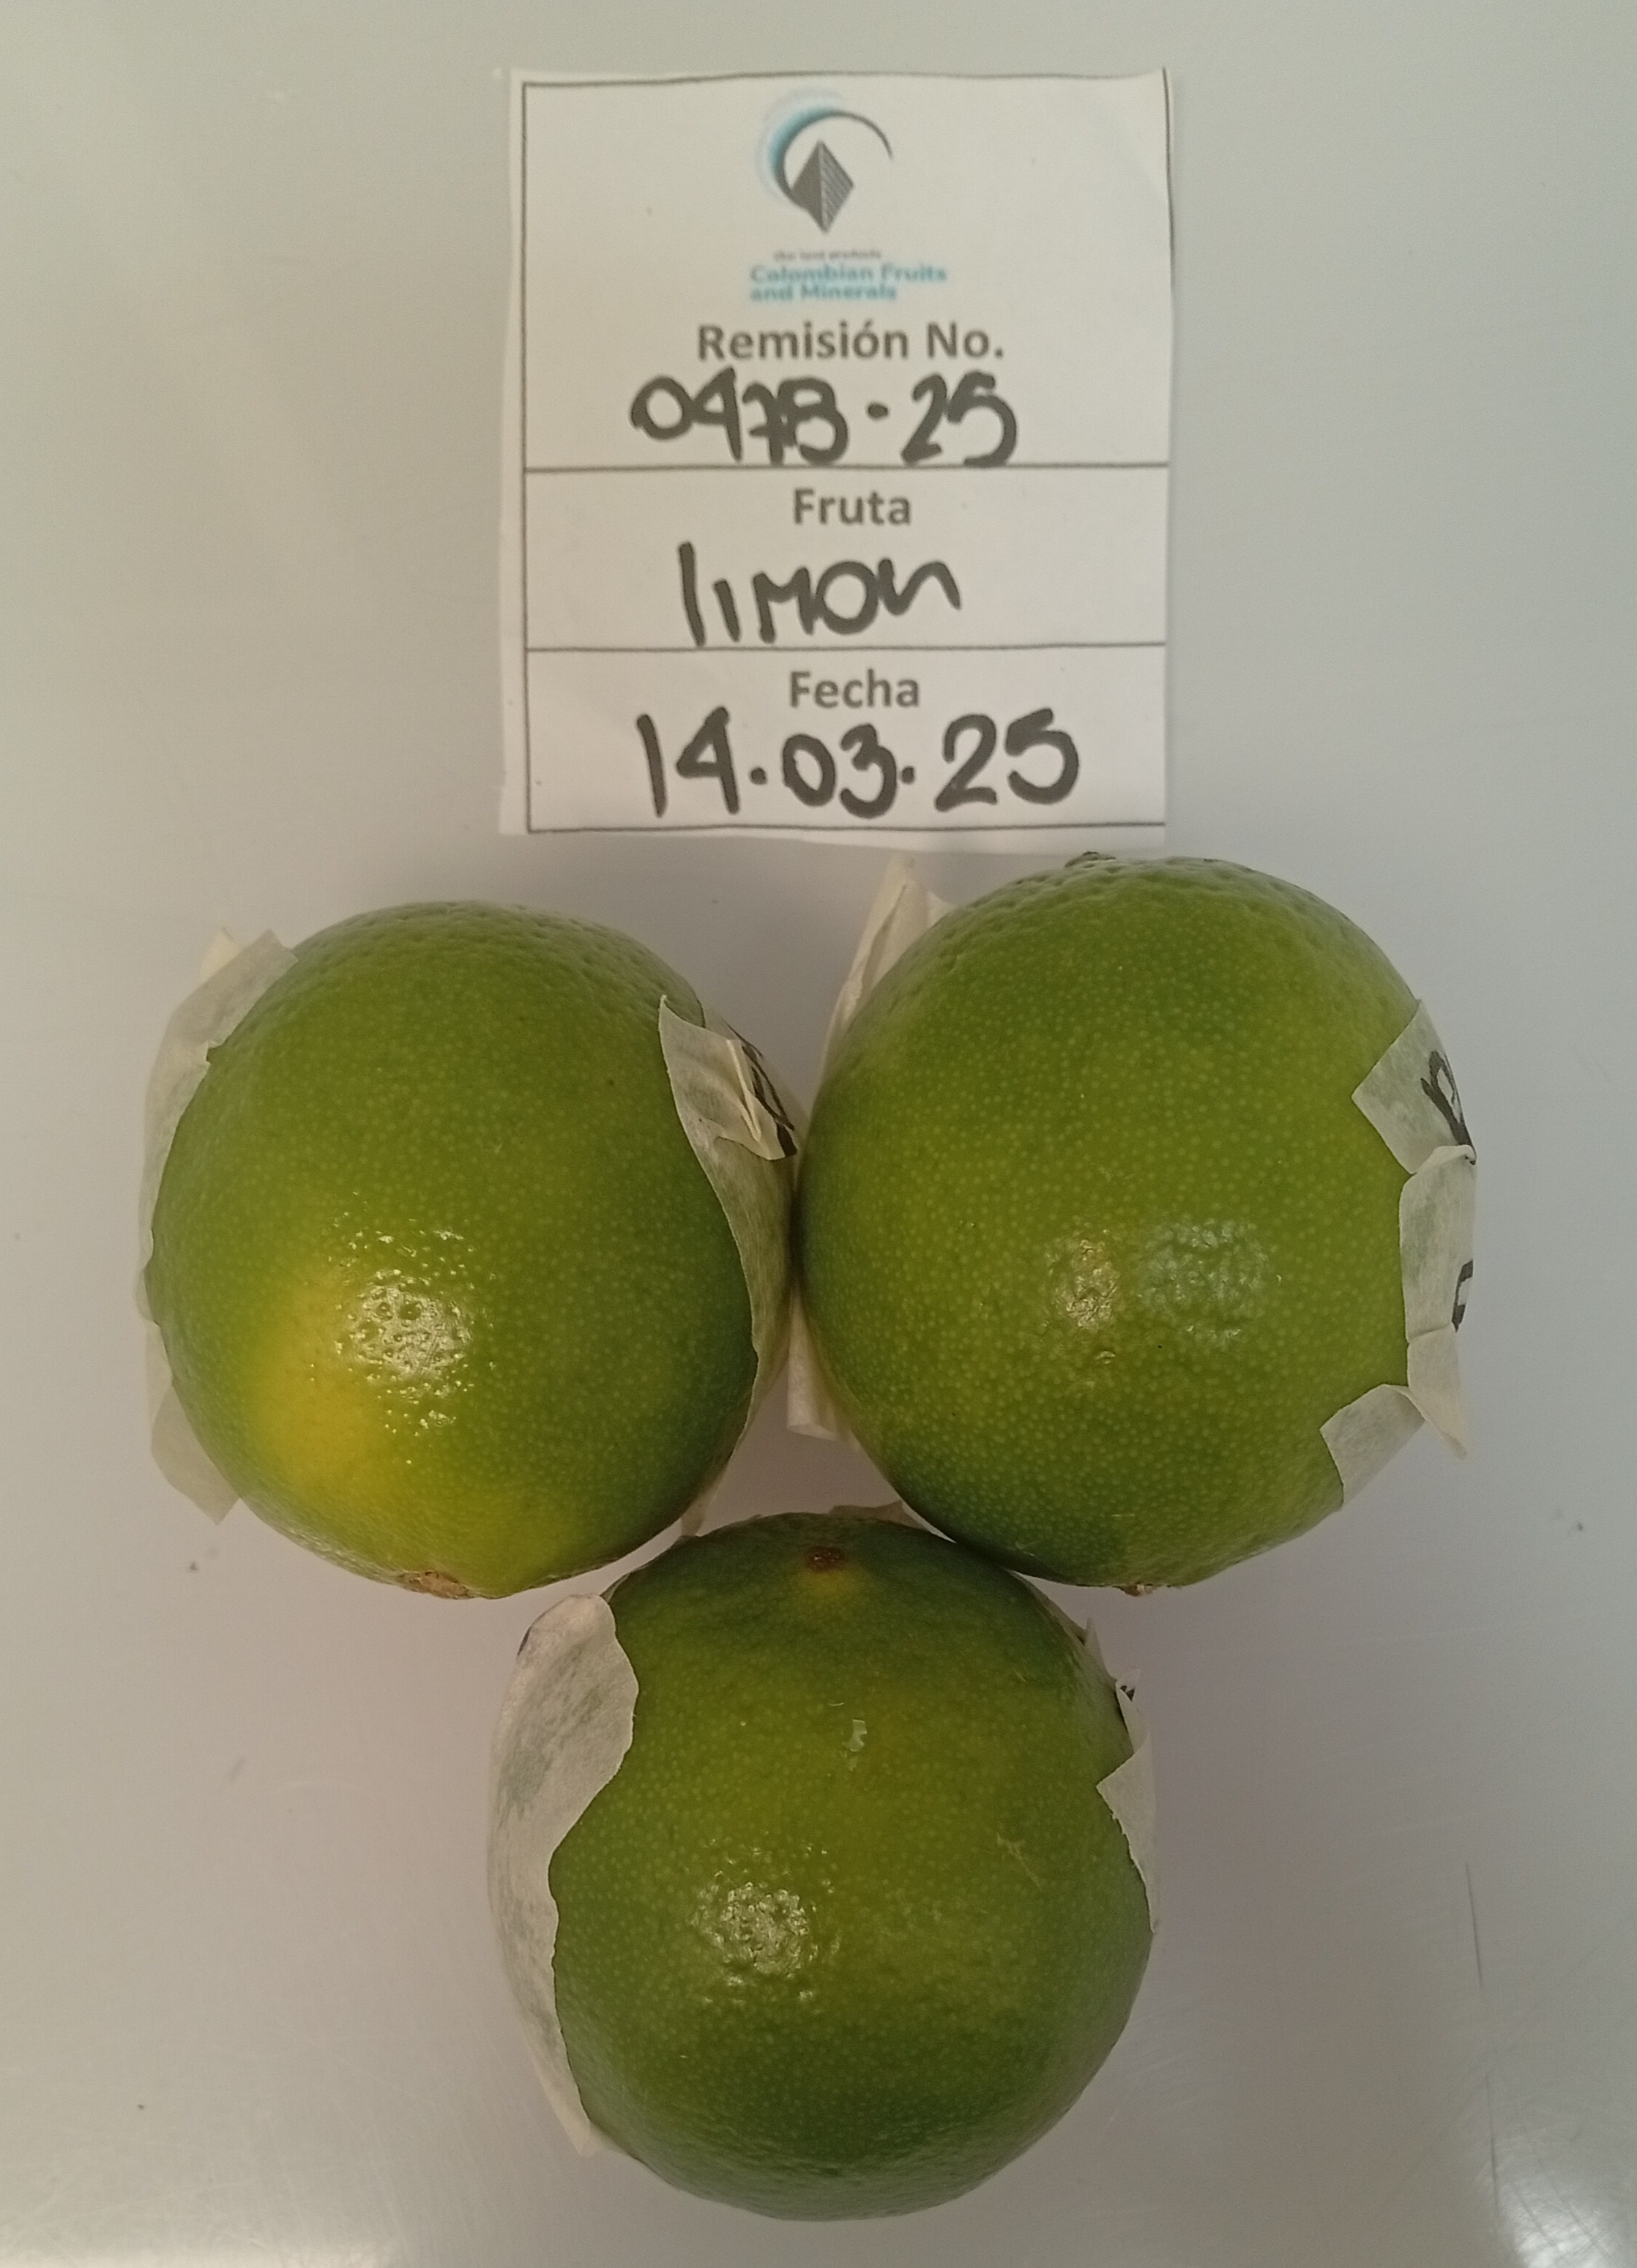 Colombian Fruits
and Minerals
Remisión No.
0478-25
Fruta
limon
Fecha
14.03.25